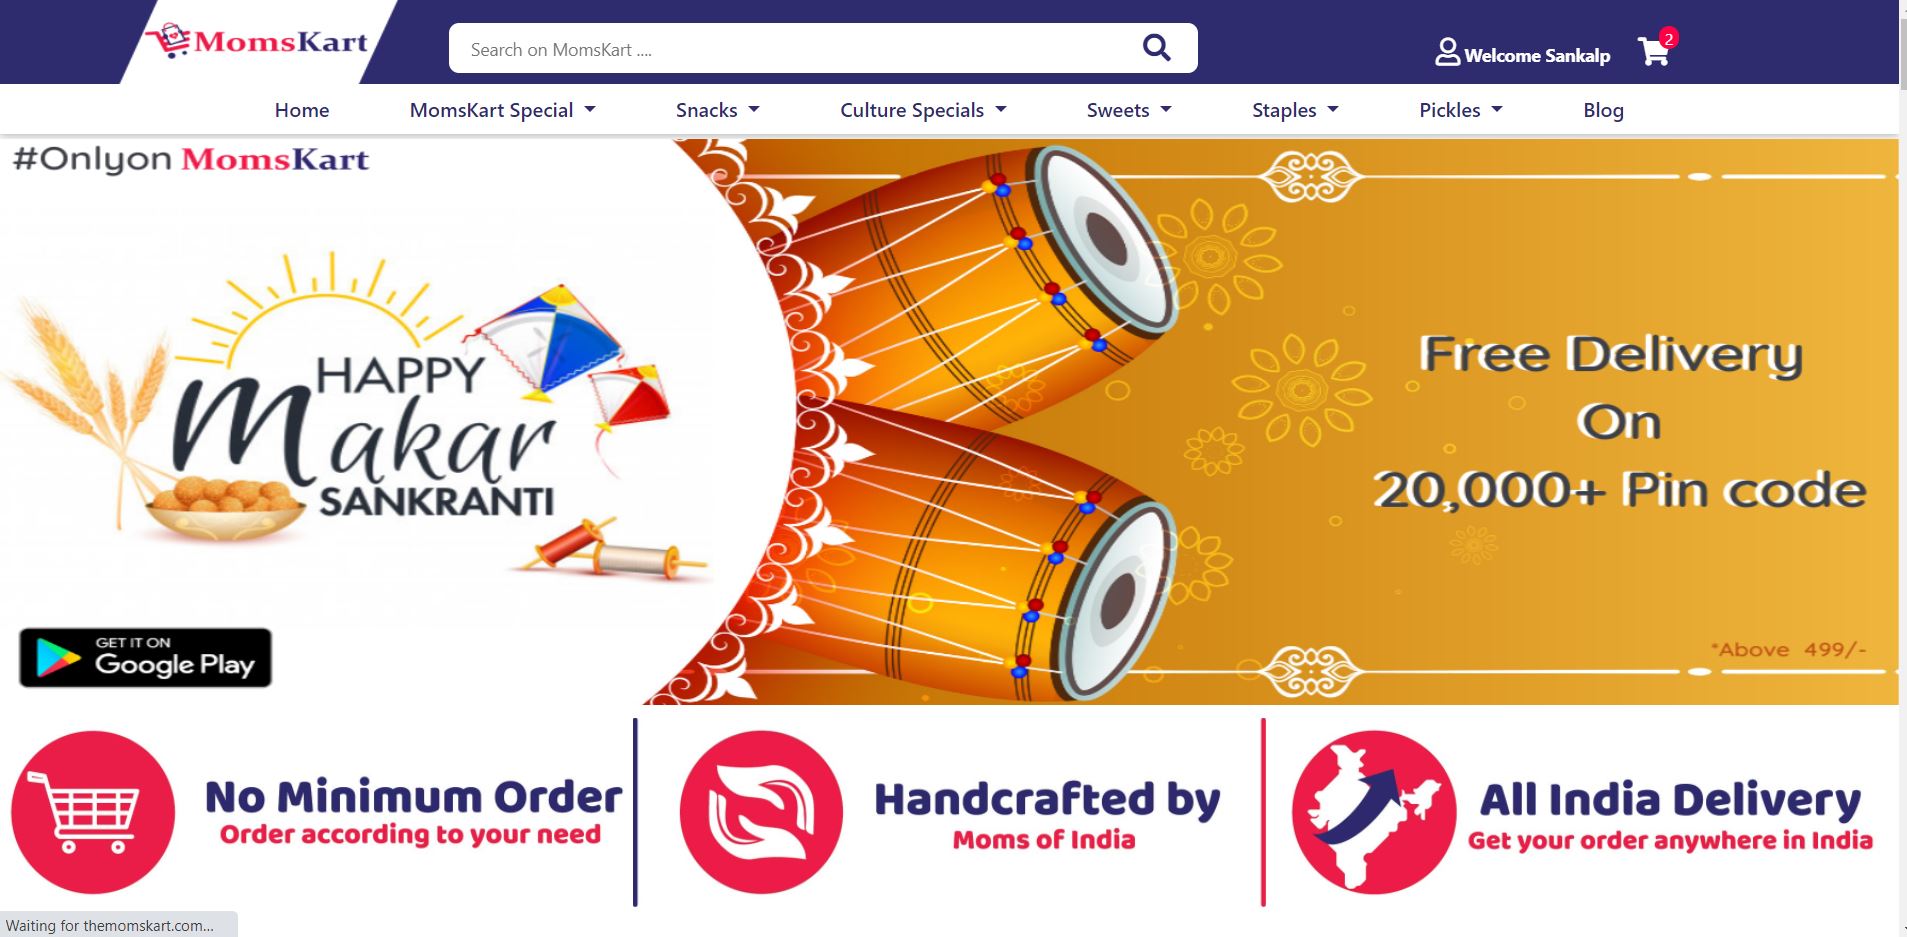 MomsKart
Search on MomsKart ....
Welcome Sankalp
2
Home
MomsKart Special
Snacks
Culture Specials
Sweets
Staples
Pickles
Blog
#Onlyon MomsKart
HAPPY
Makar
SANKRANTI
GET IT ON
Google Play
Free Delivery
On
20,000+ Pin code
*Above 499/-
No Minimum Order
Order according to your need
Handcrafted by
Moms of India
All India Delivery
Get your order anywhere in India
Waiting for themomskart.com...